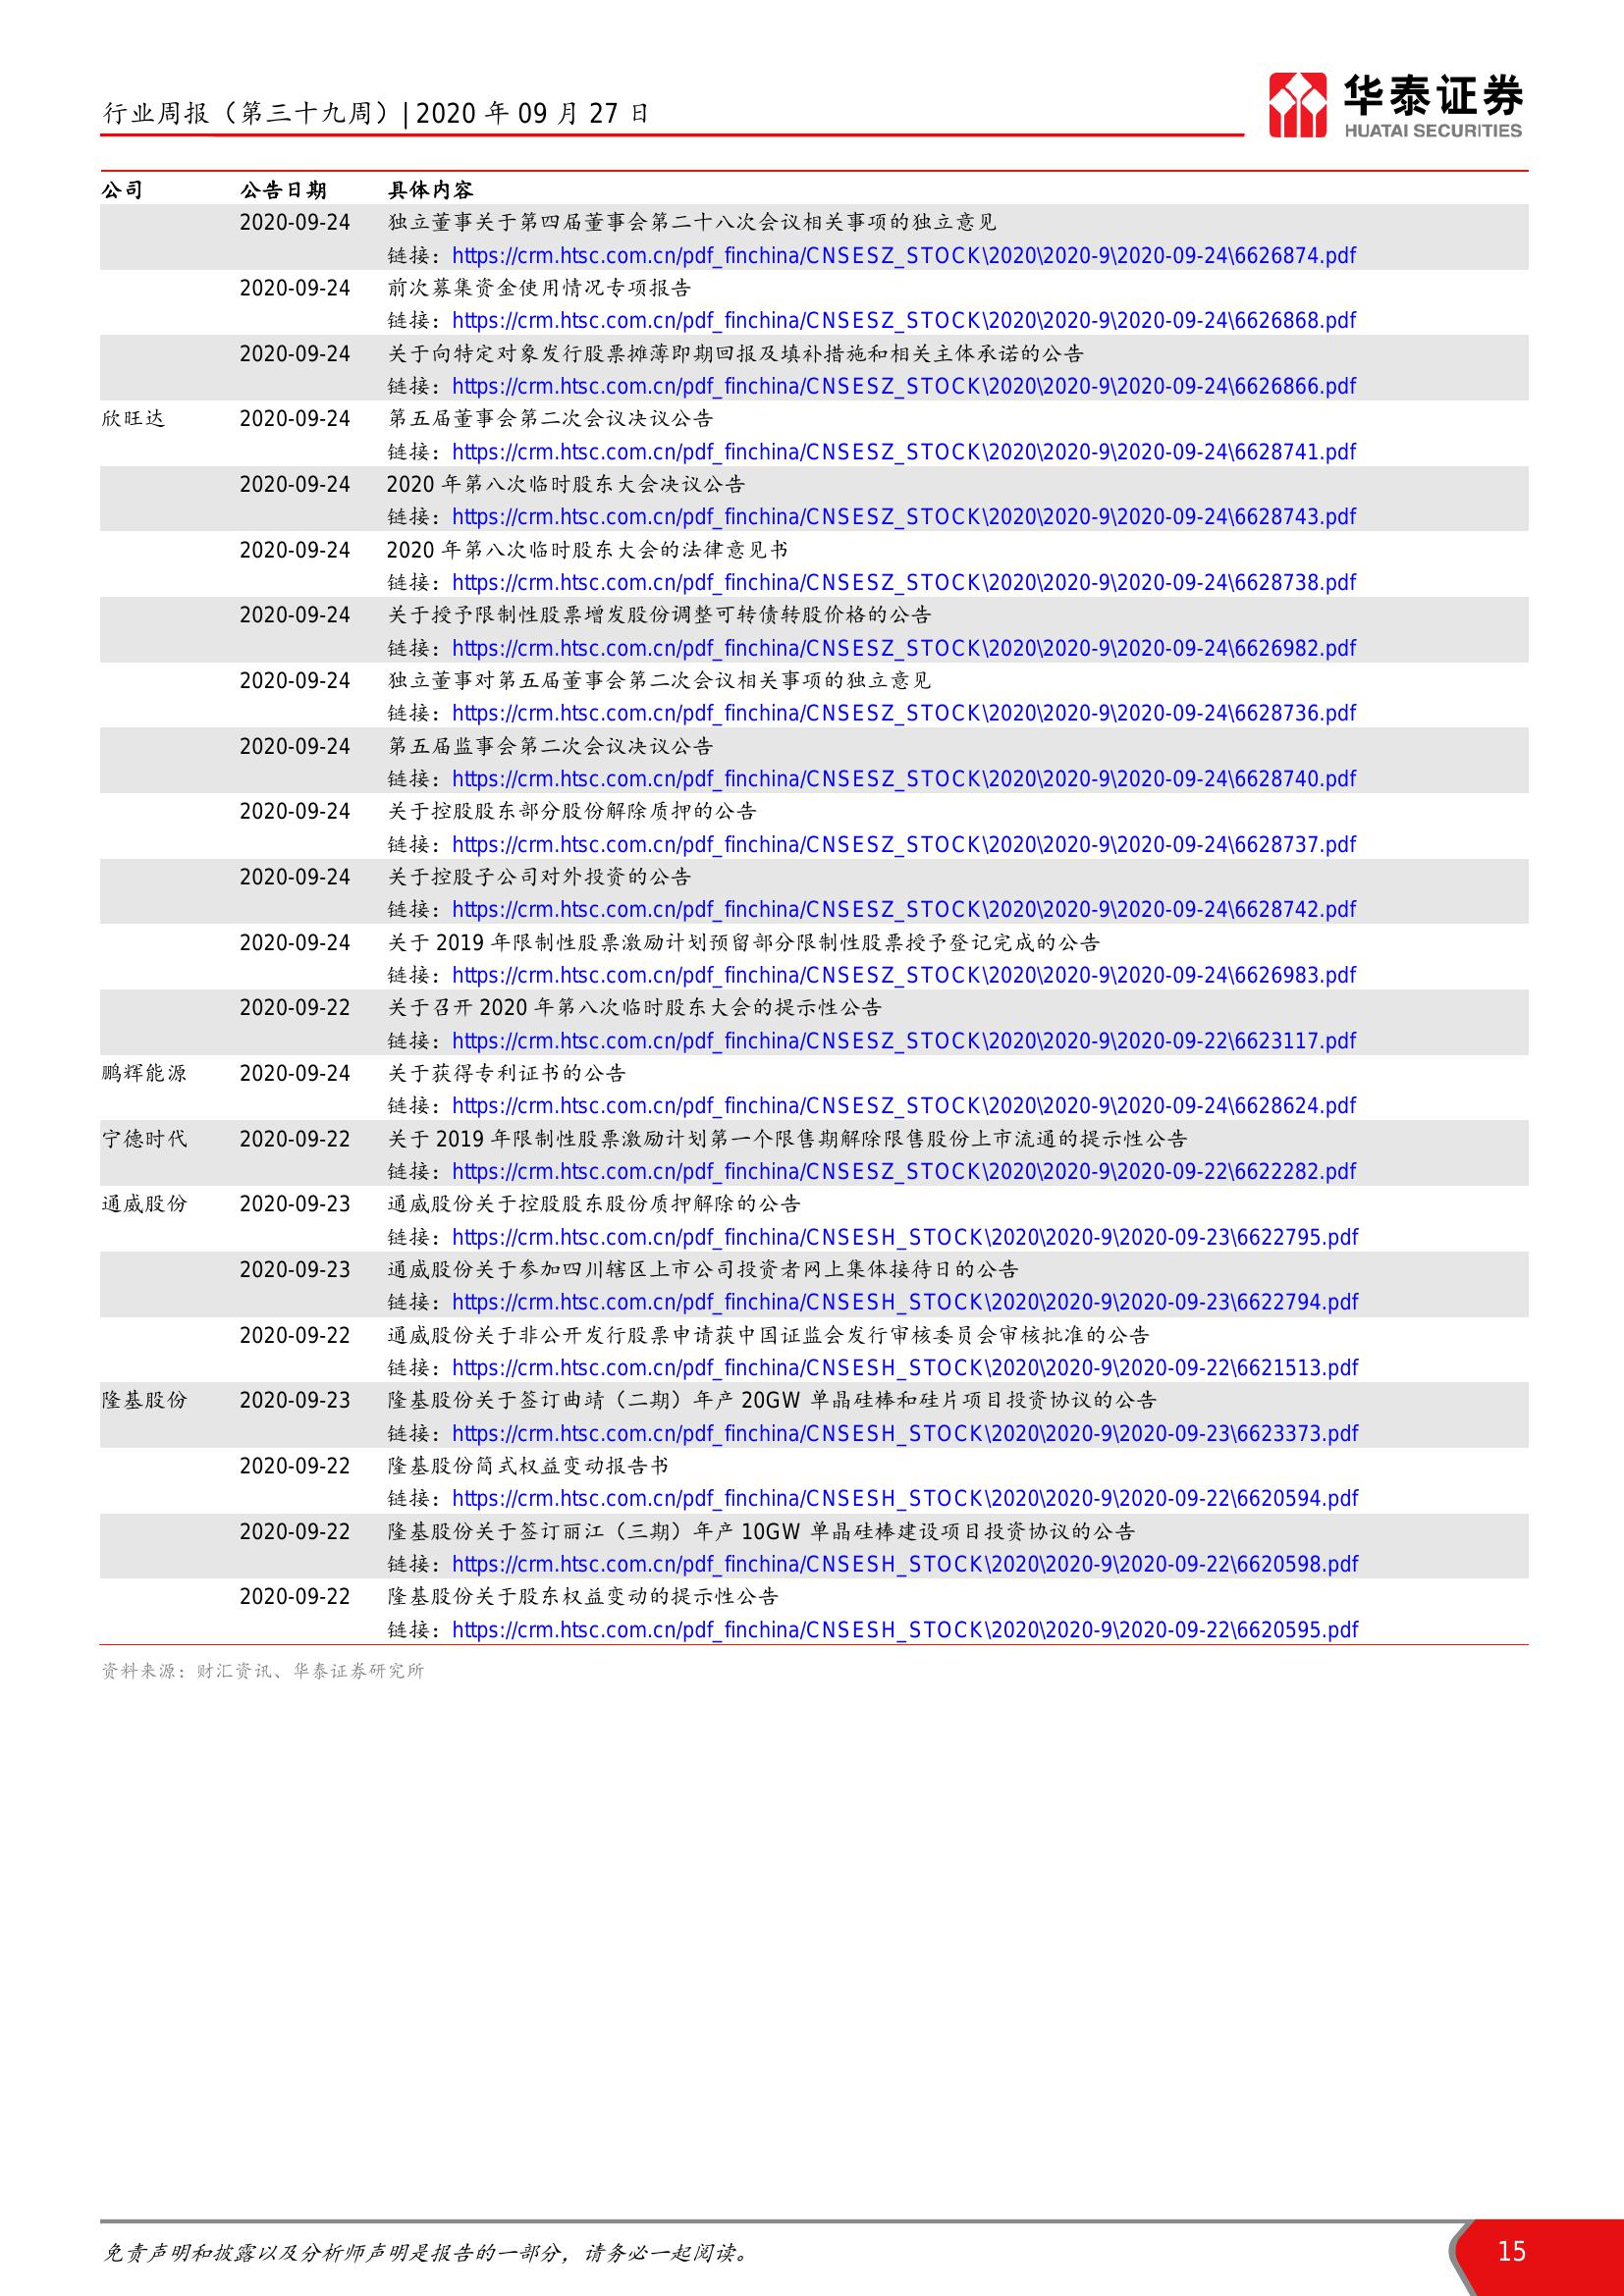 行业周报（第三十九周）| 2020 年 09 月 27 日
华泰证券
HUATAI SECURITIES
公司 公告日期 具体内容
2020-09-24 独立董事关于第四届董事会第二十八次会议相关事项的独立意见
链接：https://crm.htsc.com.cn/pdf_finchina/CNSESZ_STOCK\2020\2020-9\2020-09-24\6626874.pdf
2020-09-24 前次募集资金使用情况专项报告
链接：https://crm.htsc.com.cn/pdf_finchina/CNSESZ_STOCK\2020\2020-9\2020-09-24\6626868.pdf
2020-09-24 关于向特定对象发行股票摊薄即期回报及填补措施和相关主体承诺的公告
链接：https://crm.htsc.com.cn/pdf_finchina/CNSESZ_STOCK\2020\2020-9\2020-09-24\6626866.pdf
欣旺达 2020-09-24 第五届董事会第二次会议决议公告
链接：https://crm.htsc.com.cn/pdf_finchina/CNSESZ_STOCK\2020\2020-9\2020-09-24\6628741.pdf
2020-09-24 2020 年第八次临时股东大会决议公告
链接：https://crm.htsc.com.cn/pdf_finchina/CNSESZ_STOCK\2020\2020-9\2020-09-24\6628743.pdf
2020-09-24 2020 年第八次临时股东大会的法律意见书
链接：https://crm.htsc.com.cn/pdf_finchina/CNSESZ_STOCK\2020\2020-9\2020-09-24\6628738.pdf
2020-09-24 关于授予限制性股票增发股份调整可转债转股价格的公告
链接：https://crm.htsc.com.cn/pdf_finchina/CNSESZ_STOCK\2020\2020-9\2020-09-24\6626982.pdf
2020-09-24 独立董事对第五届董事会第二次会议相关事项的独立意见
链接：https://crm.htsc.com.cn/pdf_finchina/CNSESZ_STOCK\2020\2020-9\2020-09-24\6628736.pdf
2020-09-24 第五届监事会第二次会议决议公告
链接：https://crm.htsc.com.cn/pdf_finchina/CNSESZ_STOCK\2020\2020-9\2020-09-24\6628740.pdf
2020-09-24 关于控股股东部分股份解除质押的公告
链接：https://crm.htsc.com.cn/pdf_finchina/CNSESZ_STOCK\2020\2020-9\2020-09-24\6628737.pdf
2020-09-24 关于控股子公司对外投资的公告
链接：https://crm.htsc.com.cn/pdf_finchina/CNSESZ_STOCK\2020\2020-9\2020-09-24\6628742.pdf
2020-09-24 关于 2019 年限制性股票激励计划预留部分限制性股票授予登记完成的公告
链接：https://crm.htsc.com.cn/pdf_finchina/CNSESZ_STOCK\2020\2020-9\2020-09-24\6626983.pdf
2020-09-22 关于召开 2020 年第八次临时股东大会的提示性公告
链接：https://crm.htsc.com.cn/pdf_finchina/CNSESZ_STOCK\2020\2020-9\2020-09-22\6623117.pdf
鹏辉能源 2020-09-24 关于获得专利证书的公告
链接：https://crm.htsc.com.cn/pdf_finchina/CNSESZ_STOCK\2020\2020-9\2020-09-24\6628624.pdf
宁德时代 2020-09-22 关于 2019 年限制性股票激励计划第一个限售期解除限售股份上市流通的提示性公告
链接：https://crm.htsc.com.cn/pdf_finchina/CNSESZ_STOCK\2020\2020-9\2020-09-22\6622282.pdf
通威股份 2020-09-23 通威股份关于控股股东股份质押解除的公告
链接：https://crm.htsc.com.cn/pdf_finchina/CNSESH_STOCK\2020\2020-9\2020-09-23\6622795.pdf
2020-09-23 通威股份关于参加四川辖区上市公司投资者网上集体接待日的公告
链接：https://crm.htsc.com.cn/pdf_finchina/CNSESH_STOCK\2020\2020-9\2020-09-23\6622794.pdf
2020-09-22 通威股份关于非公开发行股票申请获中国证监会发行审核委员会审核批准的公告
链接：https://crm.htsc.com.cn/pdf_finchina/CNSESH_STOCK\2020\2020-9\2020-09-22\6621513.pdf
隆基股份 2020-09-23 隆基股份关于签订曲靖（二期）年产 20GW 单晶硅棒和硅片项目投资协议的公告
链接：https://crm.htsc.com.cn/pdf_finchina/CNSESH_STOCK\2020\2020-9\2020-09-23\6623373.pdf
2020-09-22 隆基股份简式权益变动报告书
链接：https://crm.htsc.com.cn/pdf_finchina/CNSESH_STOCK\2020\2020-9\2020-09-22\6620594.pdf
2020-09-22 隆基股份关于签订丽江（三期）年产 10GW 单晶硅棒建设项目投资协议的公告
链接：https://crm.htsc.com.cn/pdf_finchina/CNSESH_STOCK\2020\2020-9\2020-09-22\6620598.pdf
2020-09-22 隆基股份关于股东权益变动的提示性公告
链接：https://crm.htsc.com.cn/pdf_finchina/CNSESH_STOCK\2020\2020-9\2020-09-22\6620595.pdf
资料来源：财汇资讯、华泰证券研究所
免责声明和披露以及分析师声明是报告的一部分，请务必一起阅读。
15